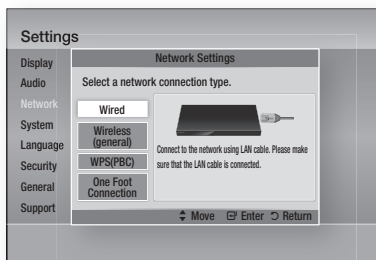 Settings
Display
Audio
Network
System
Language
Security
General
Support
Network Settings
Select a network connection type.
Wired
Wireless
(general)
WPS(PBC)
One Foot
Connection
Connect to the network using LAN cable. Please make
sure that the LAN cable is connected.
Move Enter Return